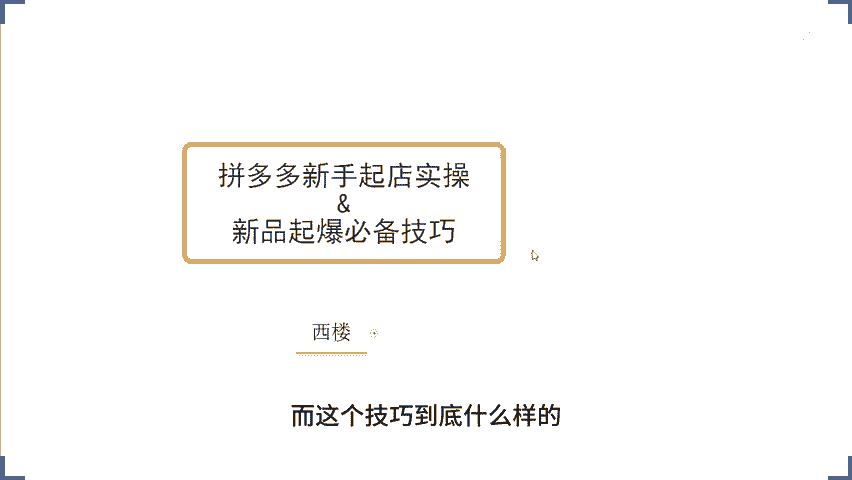 拼多多新手起店实操
&
新品起爆必备技巧
西楼
而这个技巧到底什么样的